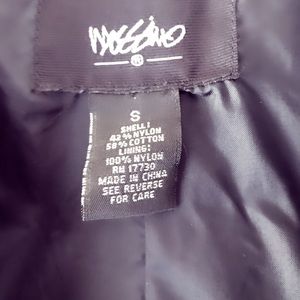 mossimo
S
SHELL:
42% NYLON
58% COTTON
LINING:
100% NYLON
RN 17730
MADE IN CHINA
SEE REVERSE
FOR CARE